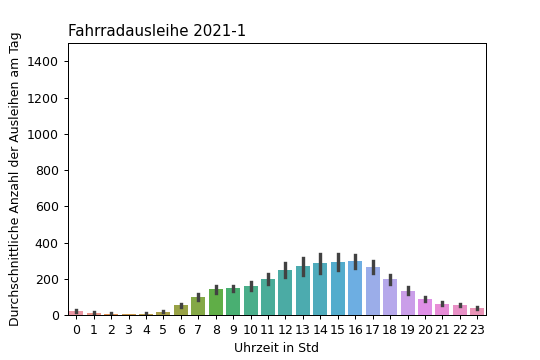 Fahrradausleihe 2021-1
Durchschnittliche Anzahl der Ausleihen am Tag
1400
1200
1000
800
600
400
200
0
0 1 2 3 4 5 6 7 8 9 10 11 12 13 14 15 16 17 18 19 20 21 22 23
Uhrzeit in Std